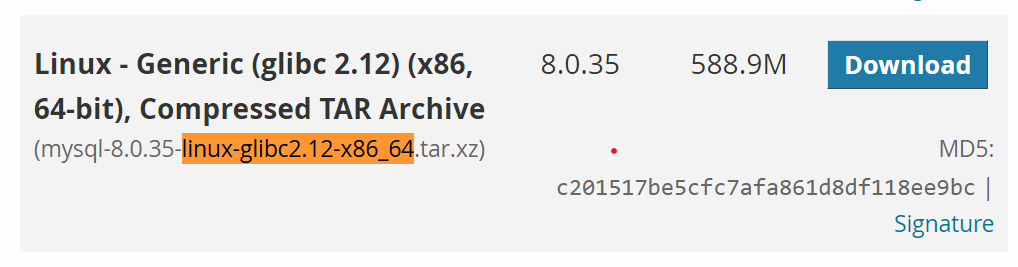 Linux - Generic (glibc 2.12) (x86, 64-bit), Compressed TAR Archive
8.0.35
588.9M
Download
(mysql-8.0.35-linux-glibc2.12-x86_64.tar.xz)
MD5:
c201517be5cfc7afa861d8df118ee9bc |
Signature